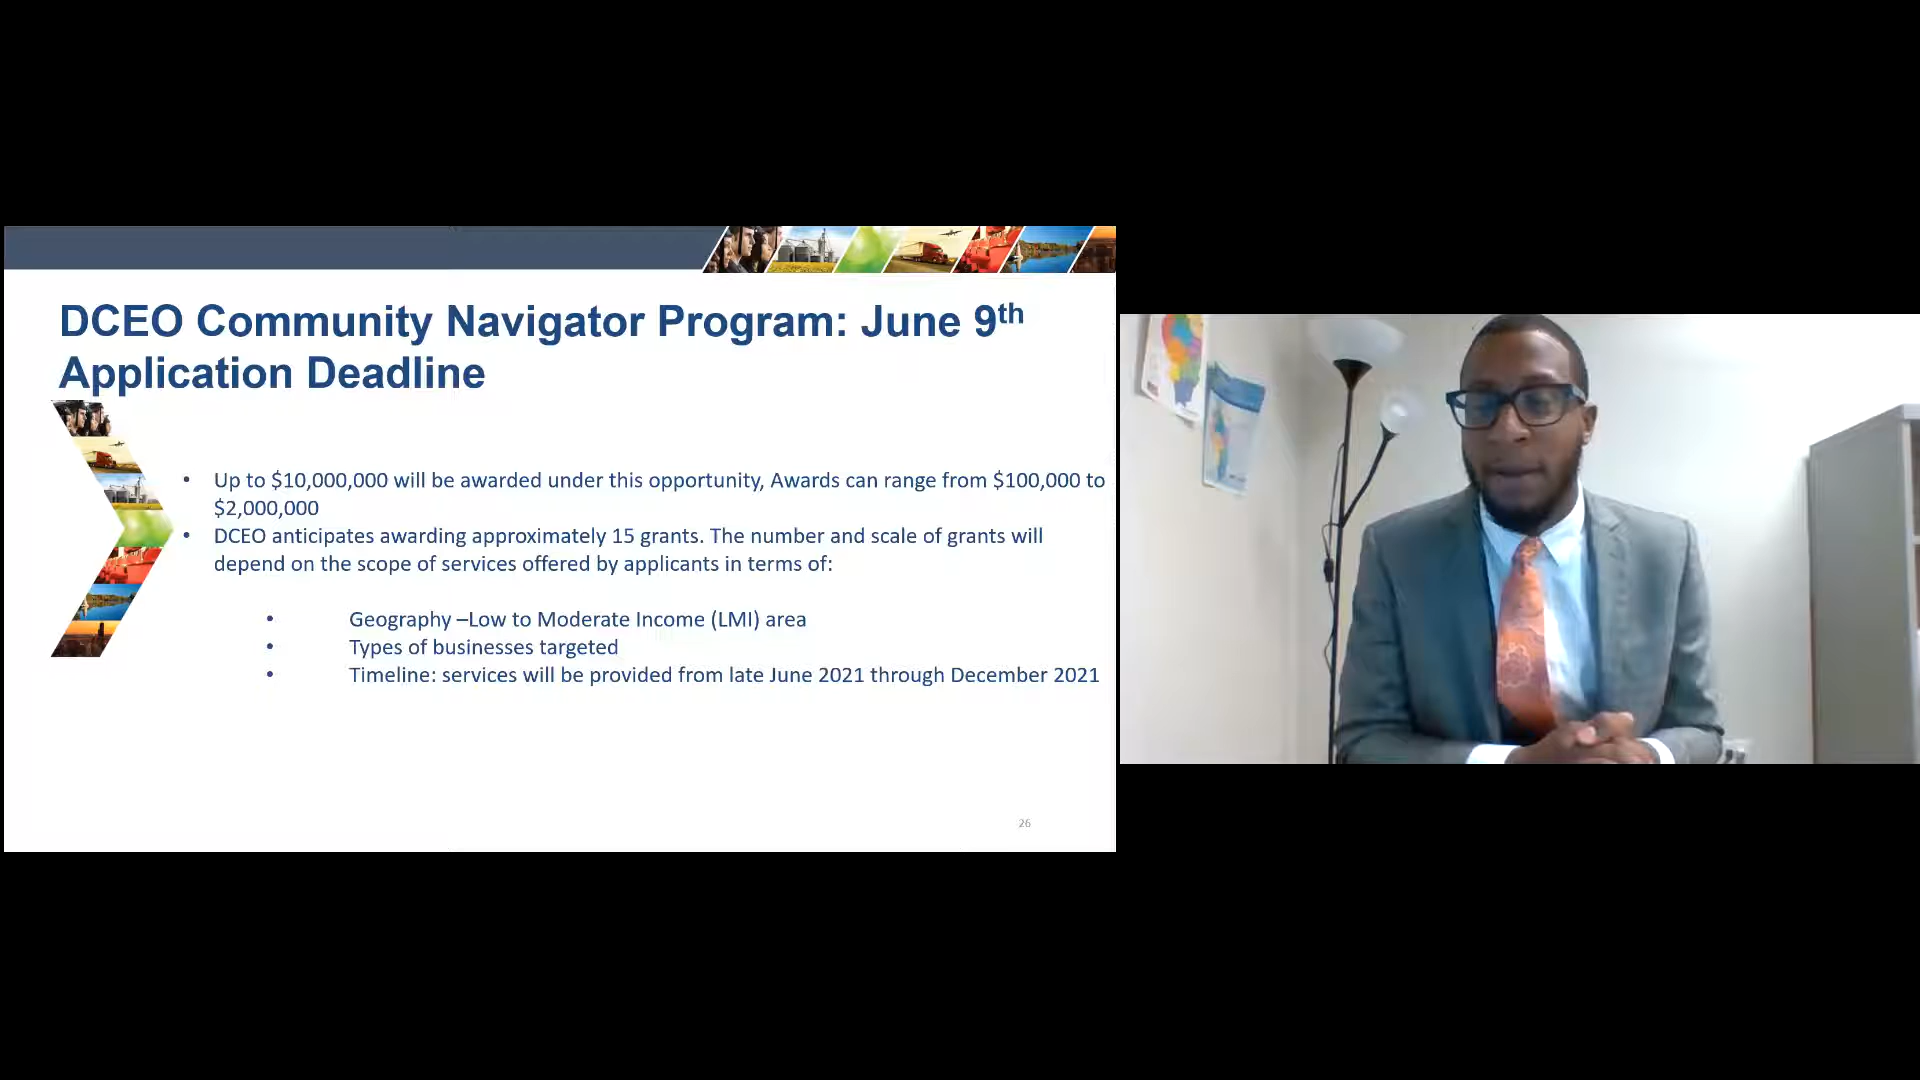 DCEO Community Navigator Program: June 9th
Application Deadline
• Up to $10,000,000 will be awarded under this opportunity, Awards can range from $100,000 to
$2,000,000
• DCEO anticipates awarding approximately 15 grants. The number and scale of grants will
depend on the scope of services offered by applicants in terms of:
• Geography –Low to Moderate Income (LMI) area
• Types of businesses targeted
• Timeline: services will be provided from late June 2021 through December 2021
26